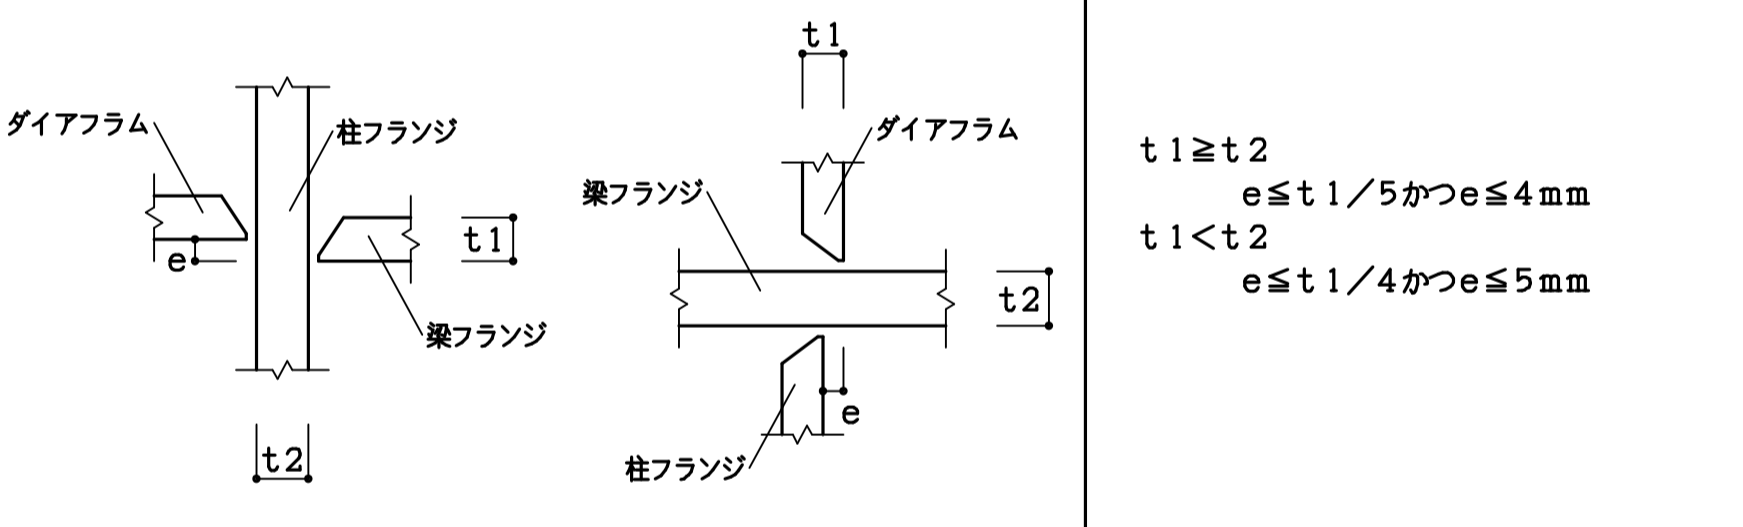 ダイアフラム
柱フランジ
e
t1
梁フランジ
t2
t1
ダイアフラム
梁フランジ
t2
e
柱フランジ
t1≧t2
e≦t1／5かつe≦4mm
t1<t2
e≦t1／4かつe≦5mm